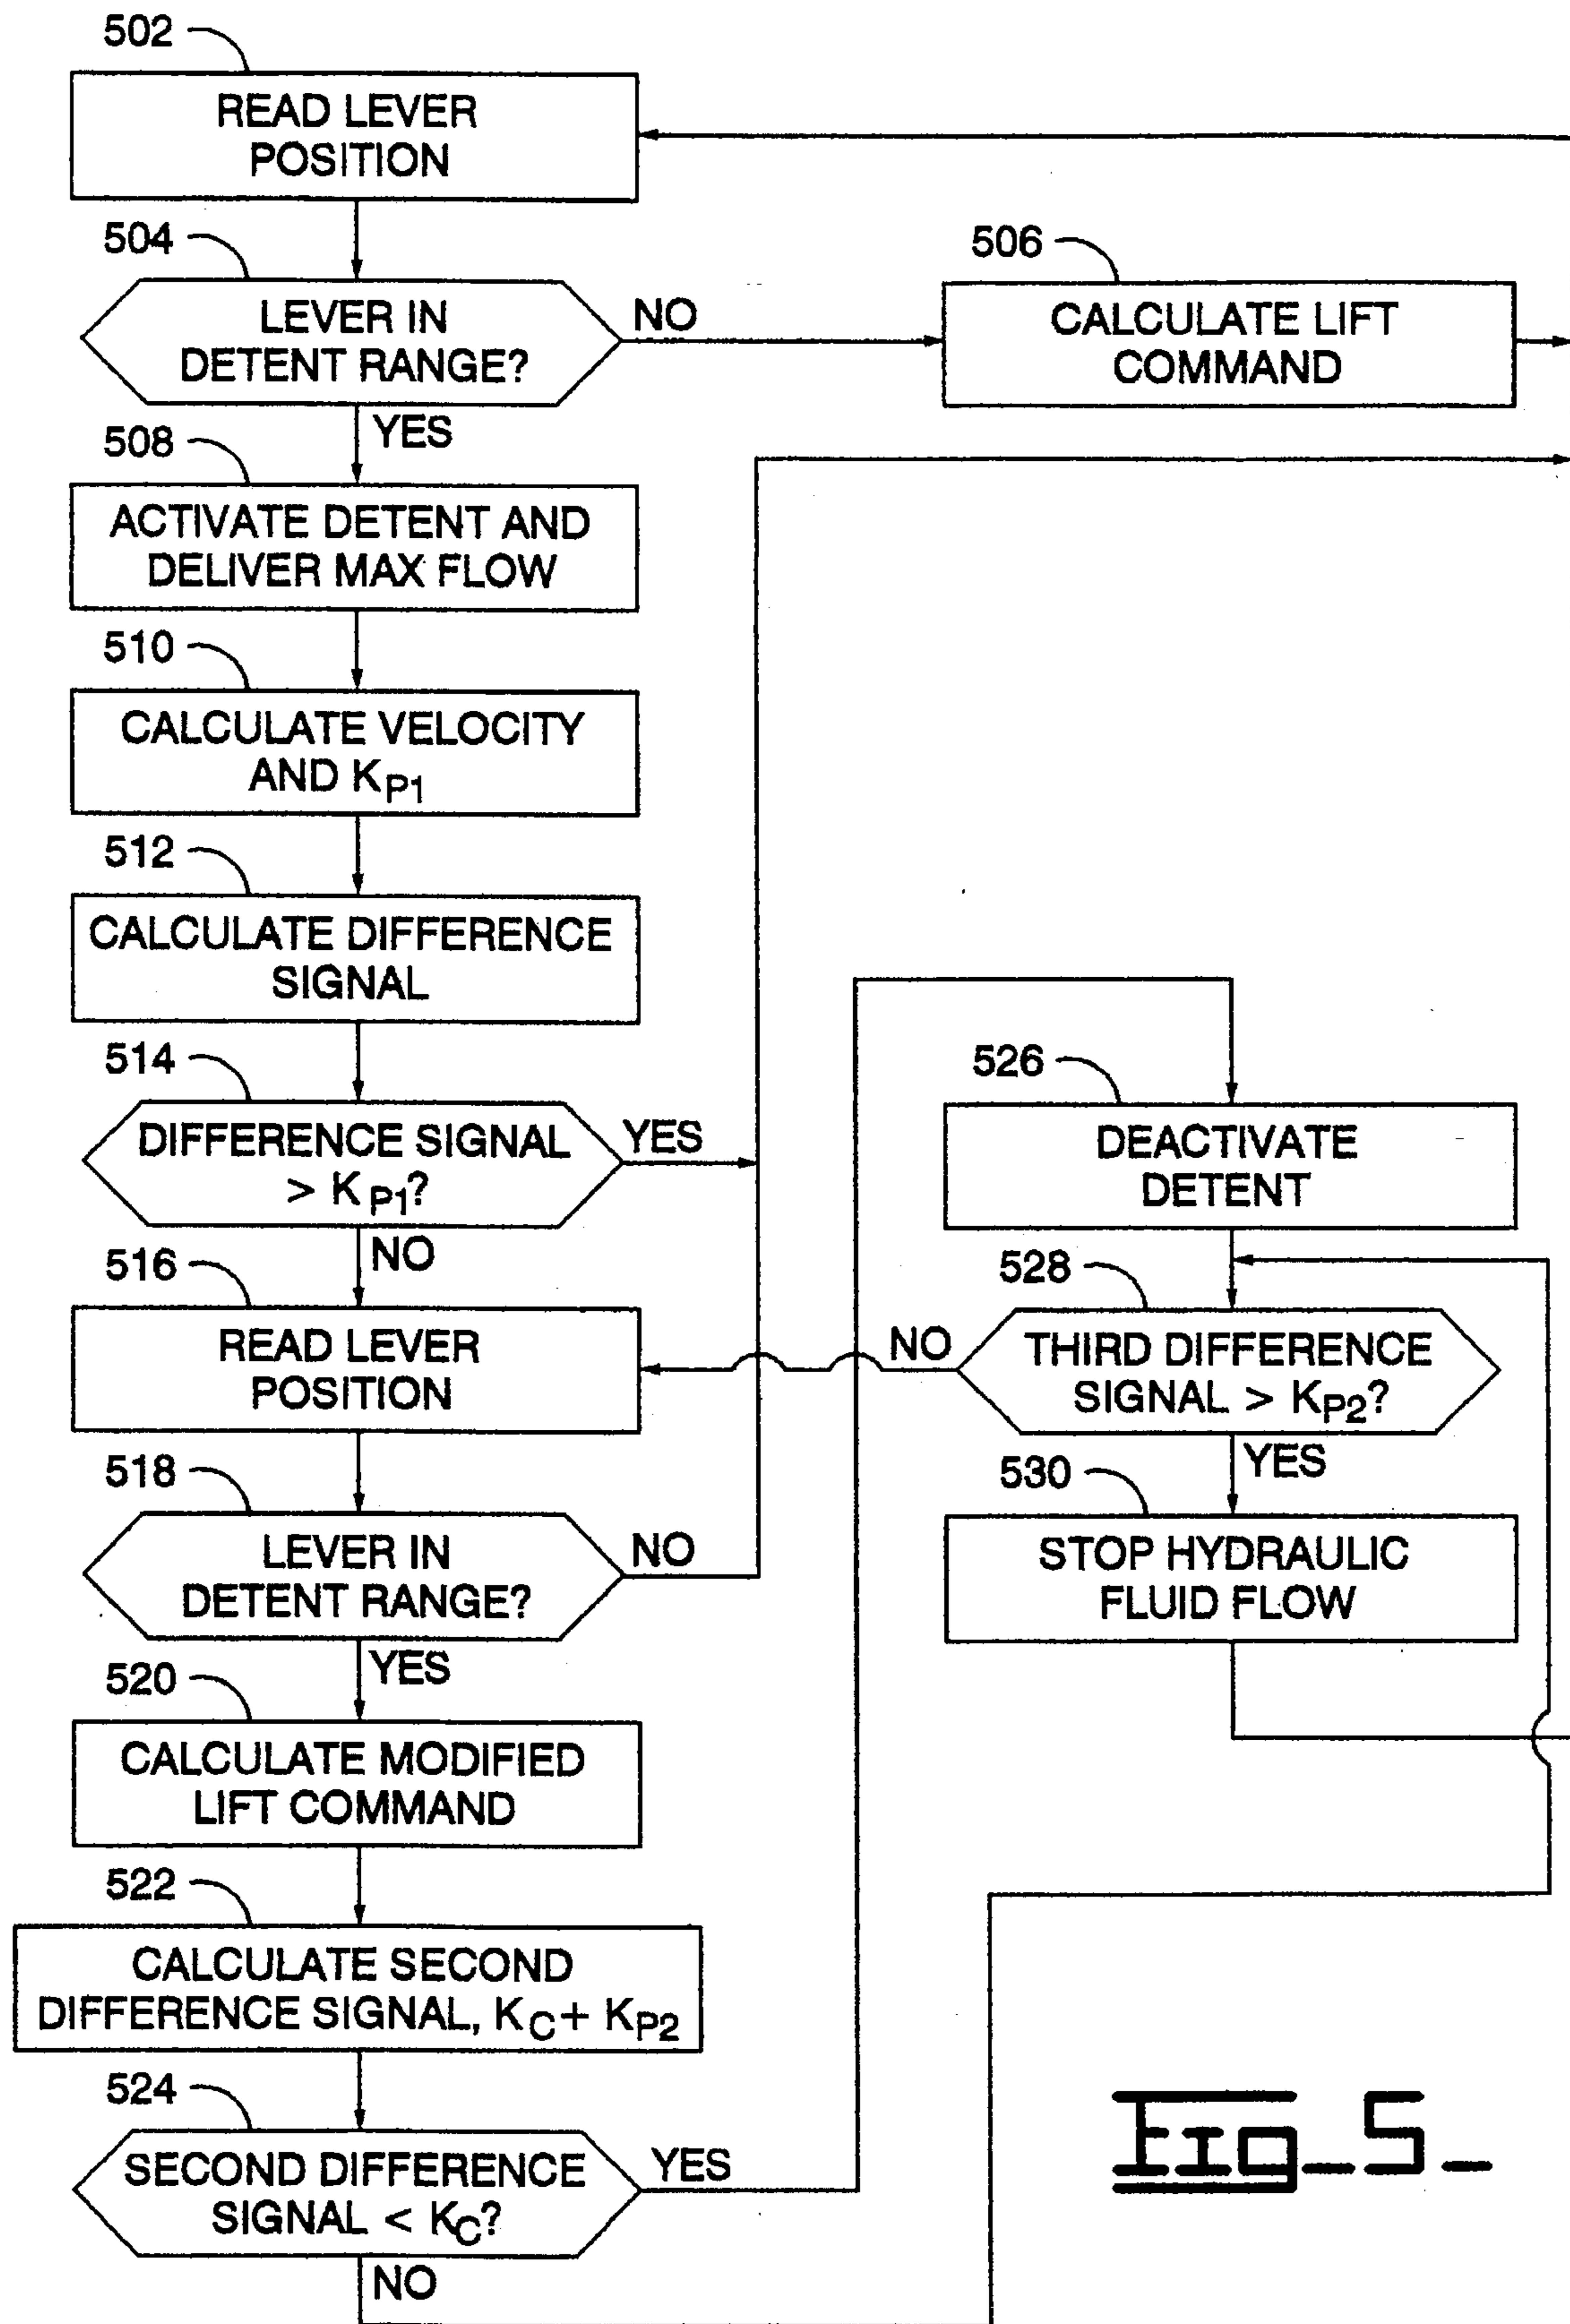 502
READ LEVER
POSITION
504
LEVER IN
DETENT RANGE?
NO
YES
506
CALCULATE LIFT
COMMAND
508
ACTIVATE DETENT AND
DELIVER MAX FLOW
510
CALCULATE VELOCITY
AND KP1
512
CALCULATE DIFFERENCE
SIGNAL
514
DIFFERENCE SIGNAL
> KP1?
YES
NO
516
READ LEVER
POSITION
518
LEVER IN
DETENT RANGE?
NO
YES
520
CALCULATE MODIFIED
LIFT COMMAND
522
CALCULATE SECOND
DIFFERENCE SIGNAL, KC+ KP2
524
SECOND DIFFERENCE
SIGNAL < KC?
YES
NO
526
DEACTIVATE
DETENT
528
THIRD DIFFERENCE
SIGNAL > KP2?
NO
YES
530
STOP HYDRAULIC
FLUID FLOW
Fig_5_